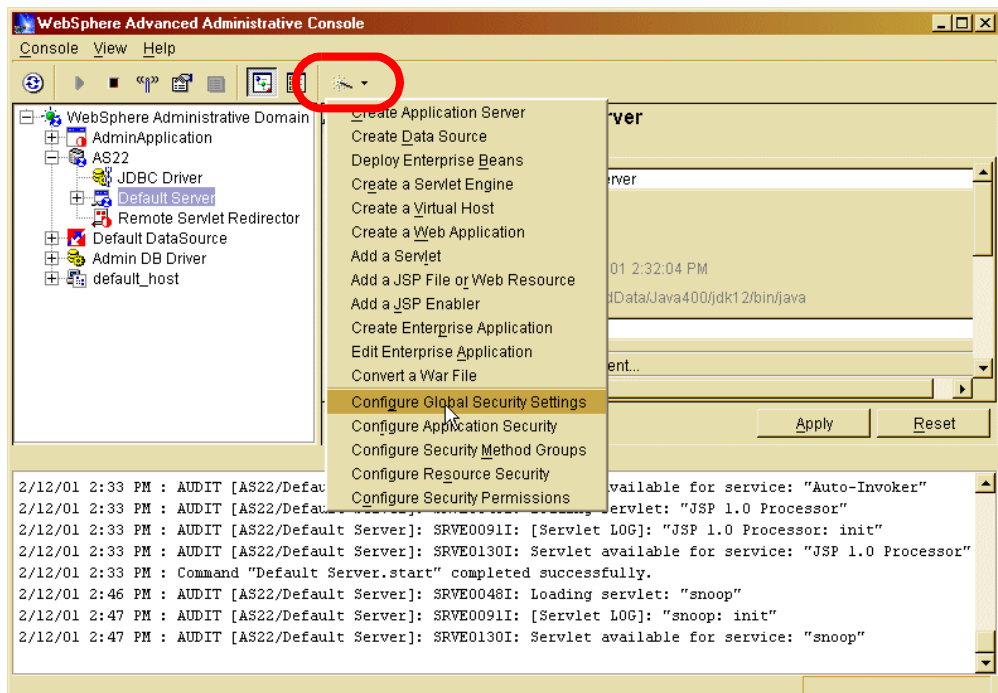 WebSphere Advanced Administrative Console
Console View Help
WebSphere Administrative Domain
AdminApplication
AS22
JDBC Driver
Default Server
Remote Servlet Redirector
Default DataSource
Admin DB Driver
default_host
Create Application Server
Create Data Source
Deploy Enterprise Beans
Create a Servlet Engine
Create a Virtual Host
Create a Web Application
Add a Servlet
Add a JSP File or Web Resource
Add a JSP Enabler
Create Enterprise Application
Edit Enterprise Application
Convert a War File
Configure Global Security Settings
Configure Application Security
Configure Security Method Groups
Configure Resource Security
Configure Security Permissions
rver
rver
01 2:32:04 PM
dData/Java400/jdk12/bin/java
ent...
Apply Reset
2/12/01 2:33 PM : AUDIT [AS22/Defau vailable for service: "Auto-Invoker"
2/12/01 2:33 PM : AUDIT [AS22/Default Server]: SRVE0048I: Loading servlet: "JSP 1.0 Processor"
2/12/01 2:33 PM : AUDIT [AS22/Default Server]: SRVE0091I: [Servlet LOG]: "JSP 1.0 Processor: init"
2/12/01 2:33 PM : AUDIT [AS22/Default Server]: SRVE0130I: Servlet available for service: "JSP 1.0 Processor"
2/12/01 2:33 PM : Command "Default Server.start" completed successfully.
2/12/01 2:46 PM : AUDIT [AS22/Default Server]: SRVE0048I: Loading servlet: "snoop"
2/12/01 2:47 PM : AUDIT [AS22/Default Server]: SRVE0091I: [Servlet LOG]: "snoop: init"
2/12/01 2:47 PM : AUDIT [AS22/Default Server]: SRVE0130I: Servlet available for service: "snoop"